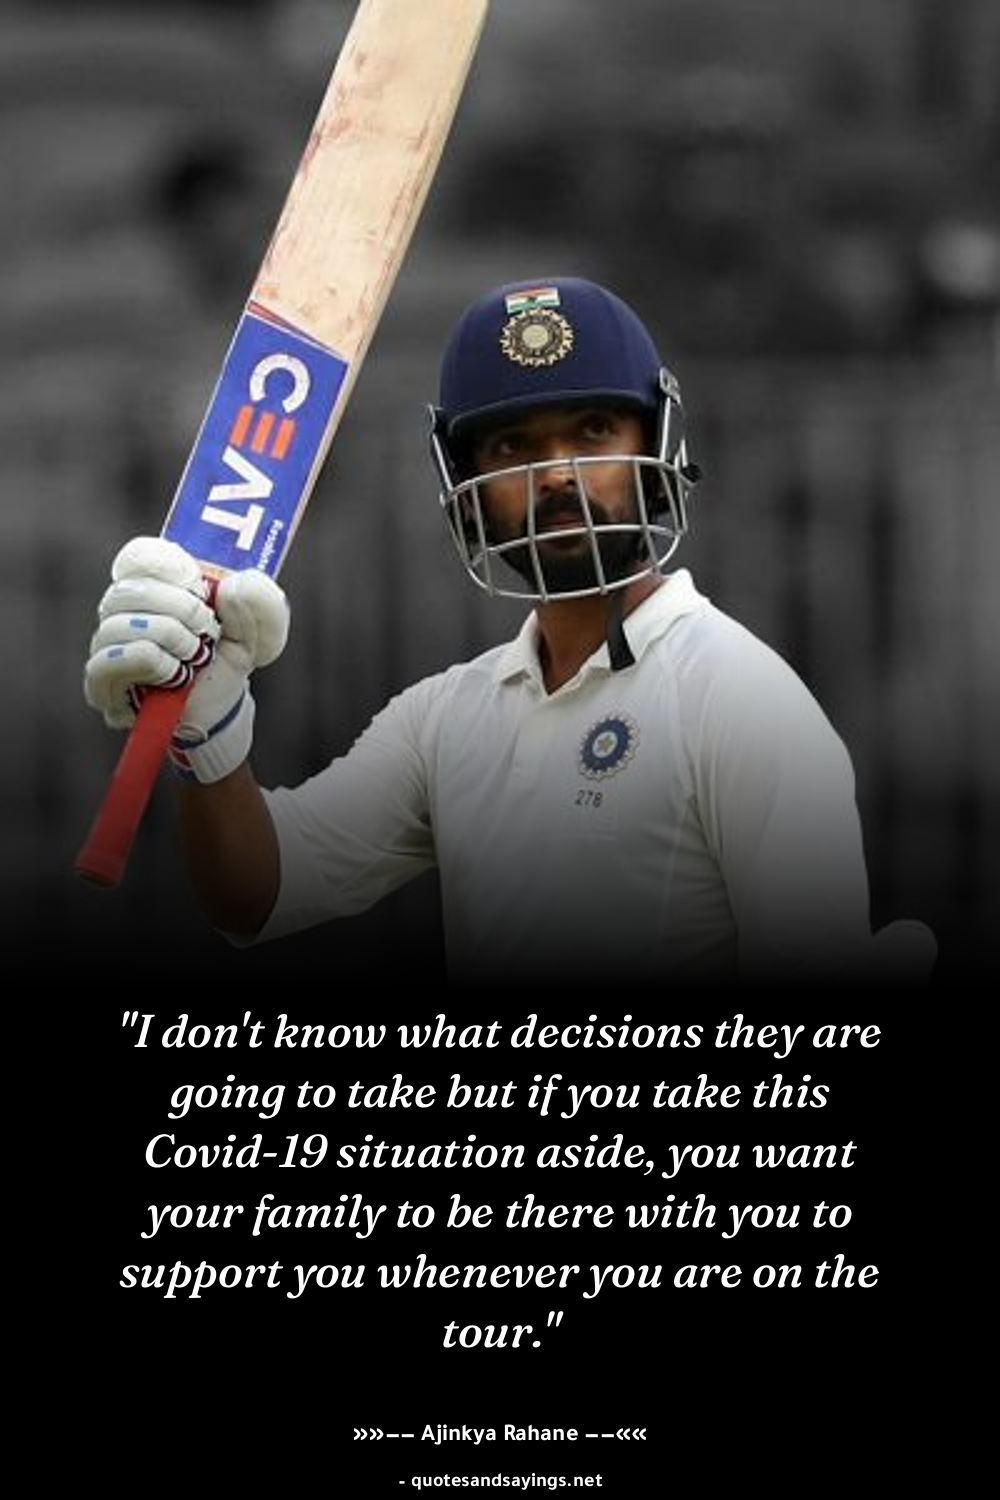 CEAT
278
"I don't know what decisions they are
going to take but if you take this
Covid-19 situation aside, you want
your family to be there with you to
support you whenever you are on the
tour."
»»–– Ajinkya Rahane ––««
- quotesandsayings.net